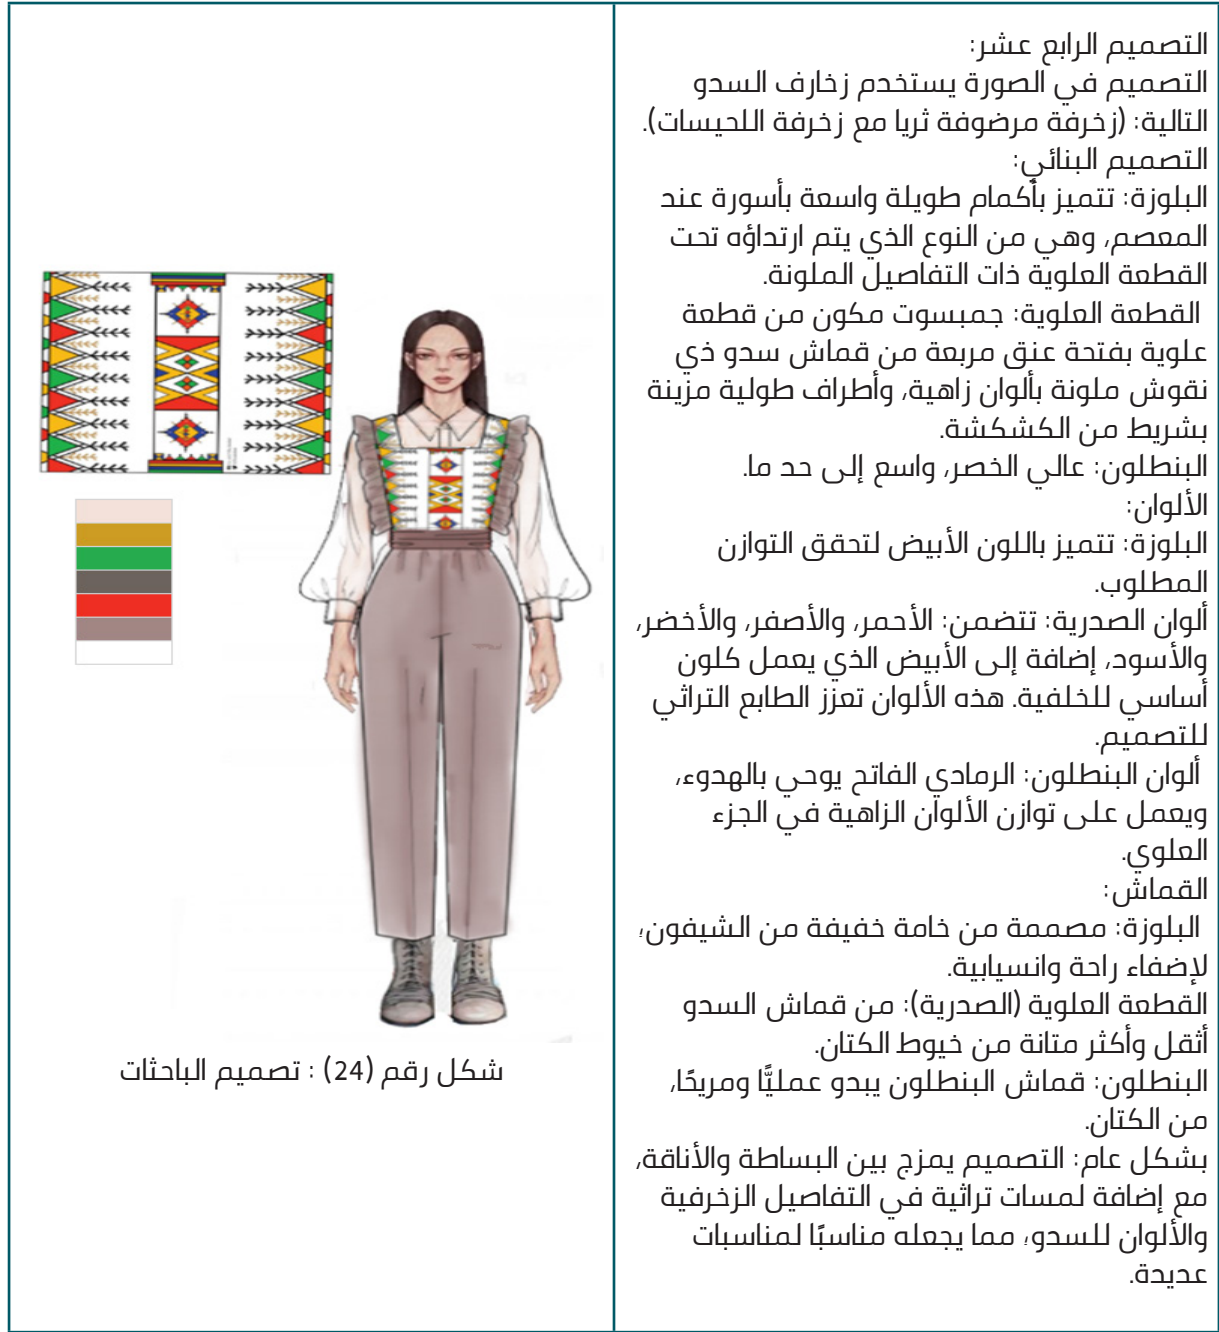 التصميم الرابع عشر:
التصميم في الصورة يستخدم زخارف السدو
التالية: (زخرفة مرضوفة ثريا مع زخرفة اللحيسات).
التصميم البنائي:
البلوزة: تتميز بأكمام طويلة واسعة بأسورة عند
المعصم، وهي من النوع الذي يتم ارتداؤه تحت
القطعة العلوية ذات التفاصيل الملونة.
القطعة العلوية: جمبسوت مكون من قطعة
علوية بفتحة عنق مربعة من قماش سدو ذي
نقوش ملونة بألوان زاهية، وأطراف طولية مزينة
بشريط من الكشكشة.
البنطلون: عالي الخصر، واسع إلى حد ما.
الألوان:
البلوزة: تتميز باللون الأبيض لتحقق التوازن
المطلوب.
ألوان الصدرية: تتضمن: الأحمر، والأصفر، والأخضر،
والأسود، إضافة إلى الأبيض الذي يعمل كلون
أساسي للخلفية. هذه الألوان تعزز الطابع التراثي
للتصميم.
ألوان البنطلون: الرمادي الفاتح يوحي بالهدوء،
ويعمل على توازن الألوان الزاهية في الجزء
العلوي.
القماش:
البلوزة: مصممة من خامة خفيفة من الشيفون؛
لإضفاء راحة وانسيابية.
القطعة العلوية (الصدرية): من قماش السدو
أثقل وأكثر متانة من خيوط الكتان.
البنطلون: قماش البنطلون يبدو عمليًّا ومريحًا،
من الكتان.
بشكل عام: التصميم يمزج بين البساطة والأناقة،
مع إضافة لمسات تراثية في التفاصيل الزخرفية
والألوان للسدو؛ مما يجعله مناسبًا لمناسبات
عديدة.
شكل رقم (24) : تصميم الباحثات